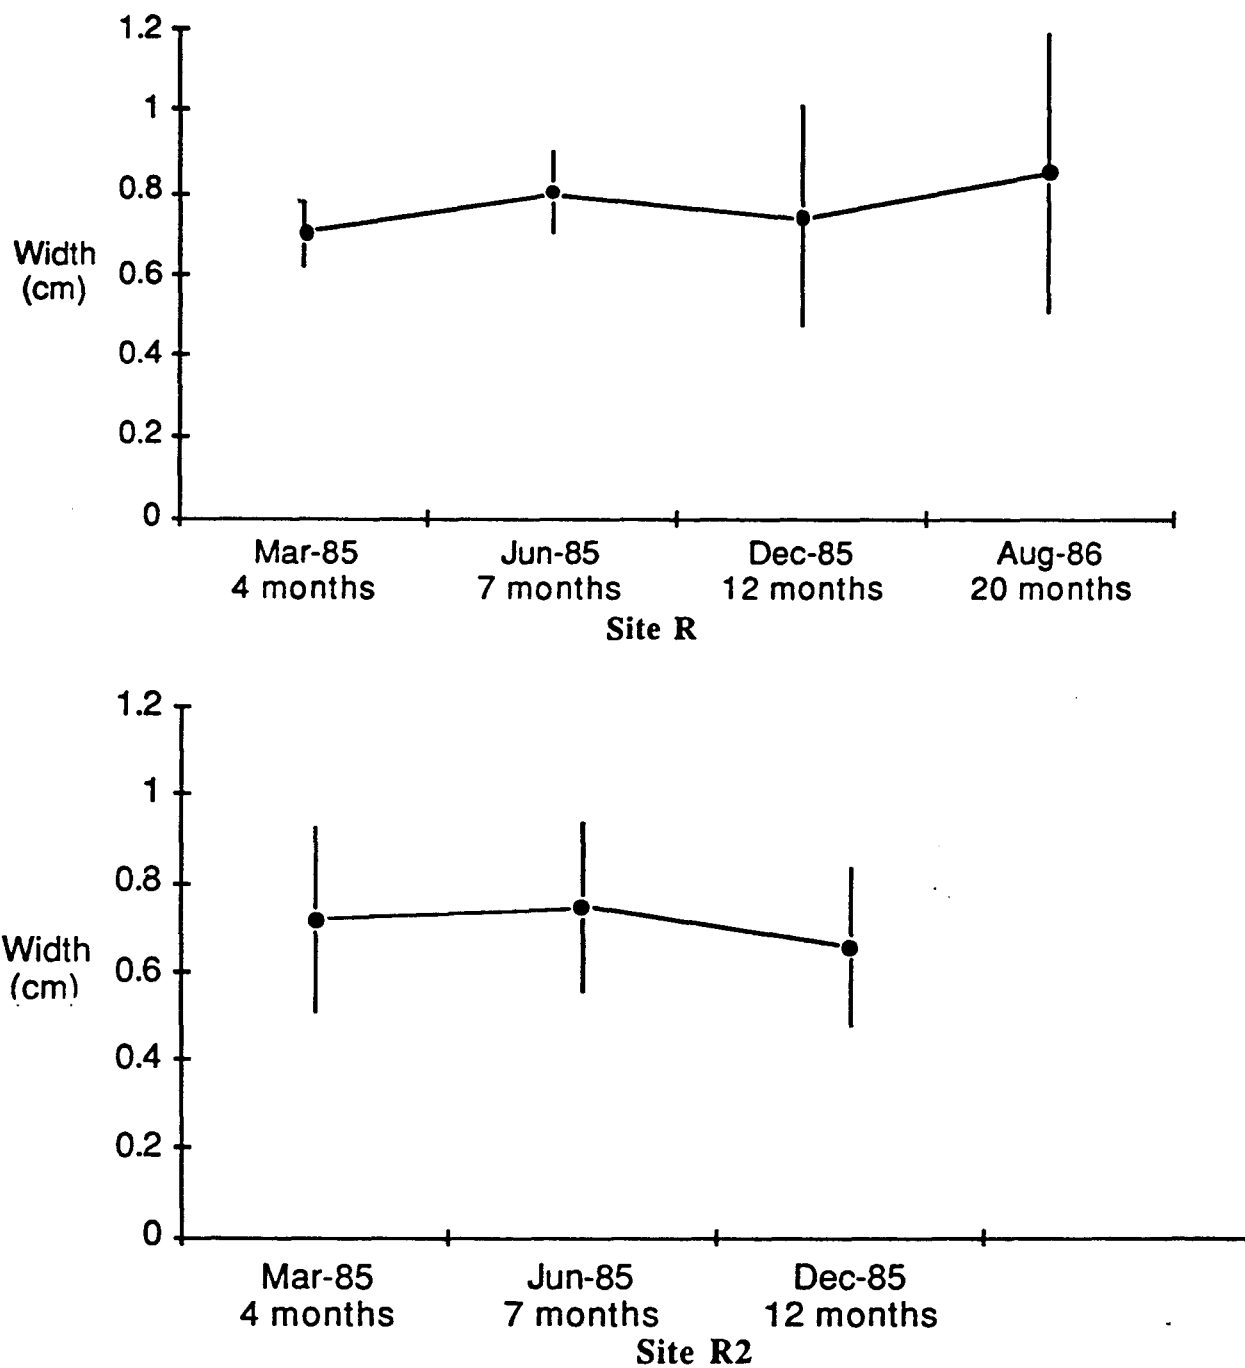 1.2
1
0.8
Width
(cm)
0.6
0.4
0.2
0
Mar-85 Jun-85 Dec-85 Aug-86
4 months 7 months 12 months 20 months
Site R
1.2
1
0.8
Width
(cm)
0.6
0.4
0.2
0
Mar-85 Jun-85 Dec-85
4 months 7 months 12 months
Site R2